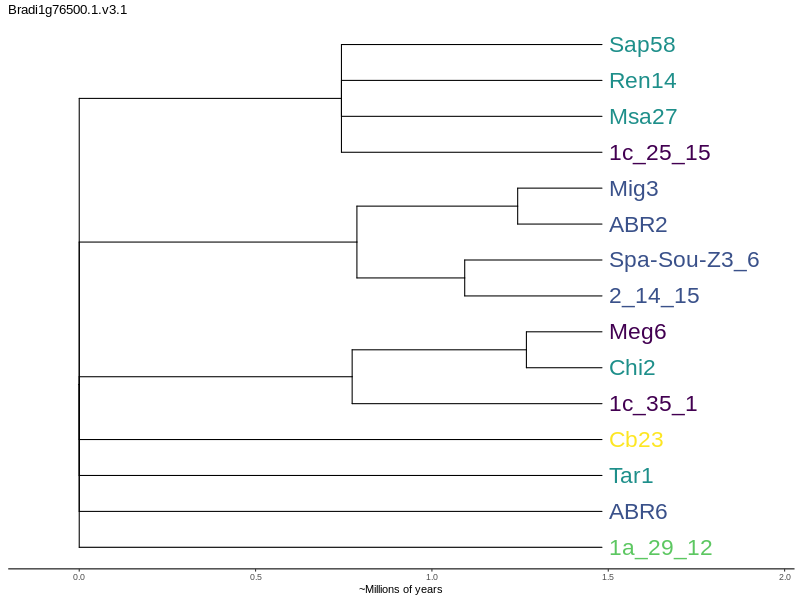 Bradi1g76500.1.v3.1
Sap58
Ren14
Msa27
1c_25_15
Mig3
ABR2
Spa-Sou-Z3_6
2_14_15
Meg6
Chi2
1c_35_1
Cb23
Tar1
ABR6
1a_29_12
0.0 0.5 1.0 1.5 2.0
~Millions of years